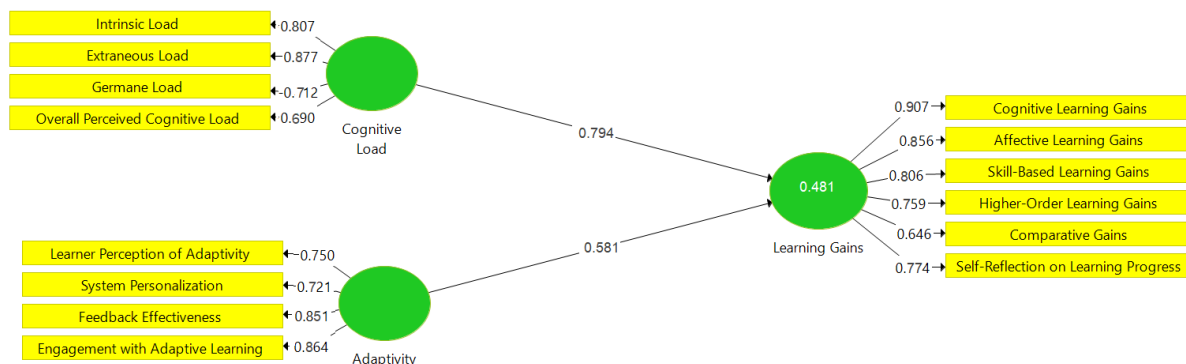 Intrinsic Load
0.807
Extraneous Load
0.877
Germane Load
0.712
Overall Perceived Cognitive Load
0.690
Cognitive
Load
0.794
Learner Perception of Adaptivity
0.750
System Personalization
0.721
Feedback Effectiveness
0.851
Engagement with Adaptive Learning
0.864
Adaptivity
0.581
0.481
Learning Gains
0.907
Cognitive Learning Gains
0.856
Affective Learning Gains
0.806
Skill-Based Learning Gains
0.759
Higher-Order Learning Gains
0.646
Comparative Gains
0.774
Self-Reflection on Learning Progress